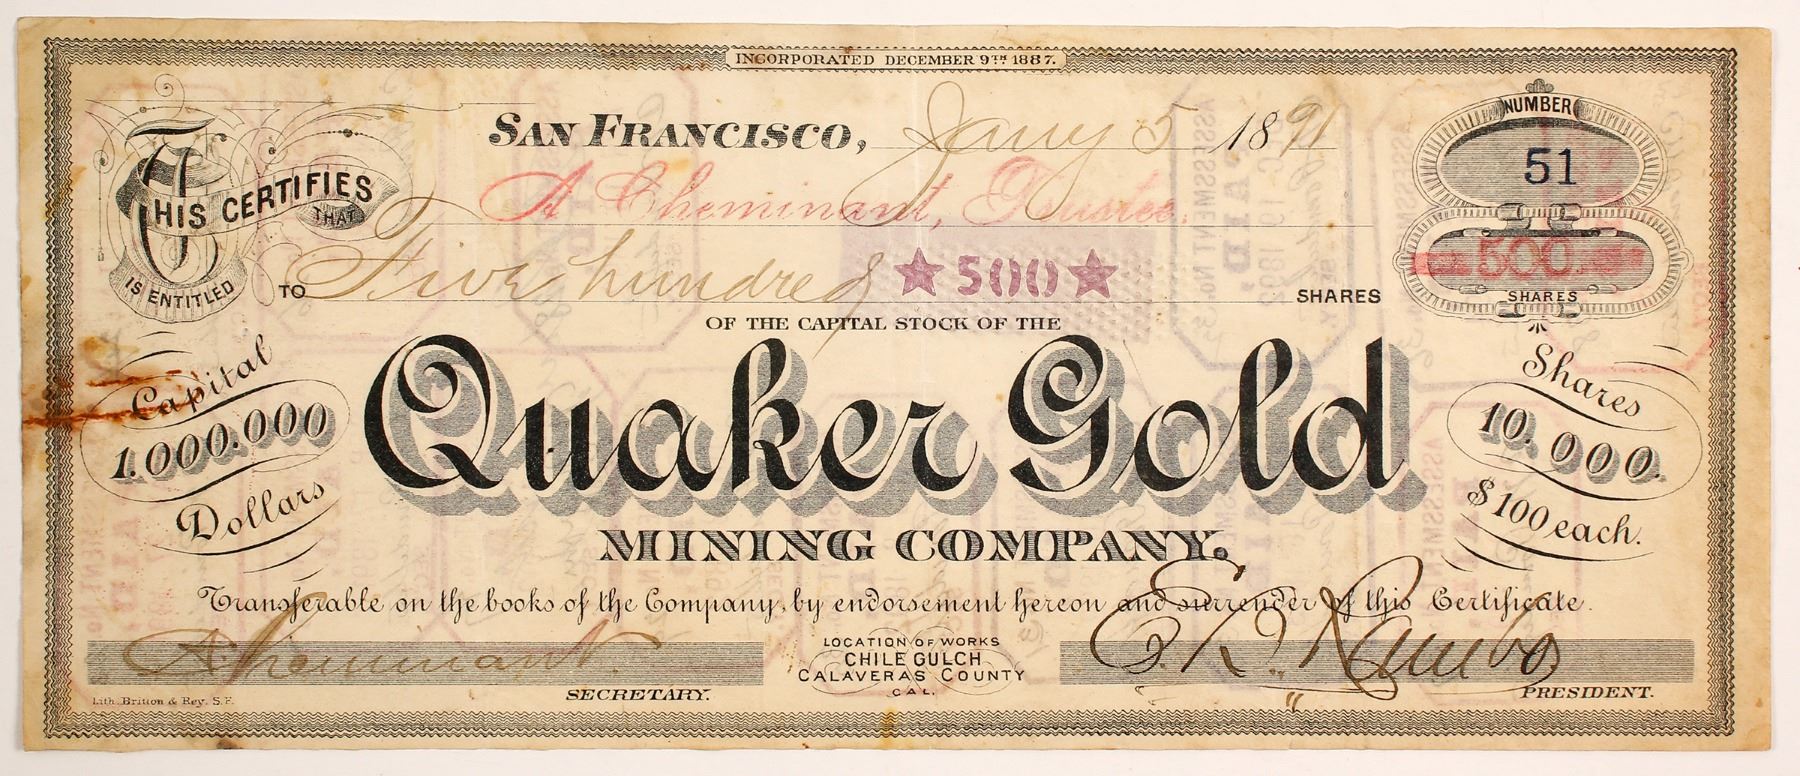 INCORPORATED DECEMBER 9TH 1887.
SAN FRANCISCO, Jany 5 1891
NUMBER
51
THIS CERTIFIES
THAT
A Cheminant, Trustee.
IS ENTITLED
TO Five hundred ★500★ SHARES
500
SHARES
OF THE CAPITAL STOCK OF THE
Capital
1.000.000
Dollars
Quaker Gold
MINING COMPANY.
Shares
10.000.
$100 each.
Transferable on the books of the Company, by endorsement hereon and surrender of this Certificate.
A Cheminant
SECRETARY.
LOCATION OF WORKS
CHILE GULCH
CALAVERAS COUNTY
CAL.
E. D. Rambo
PRESIDENT.
Lith. Britton & Rey. S.F.